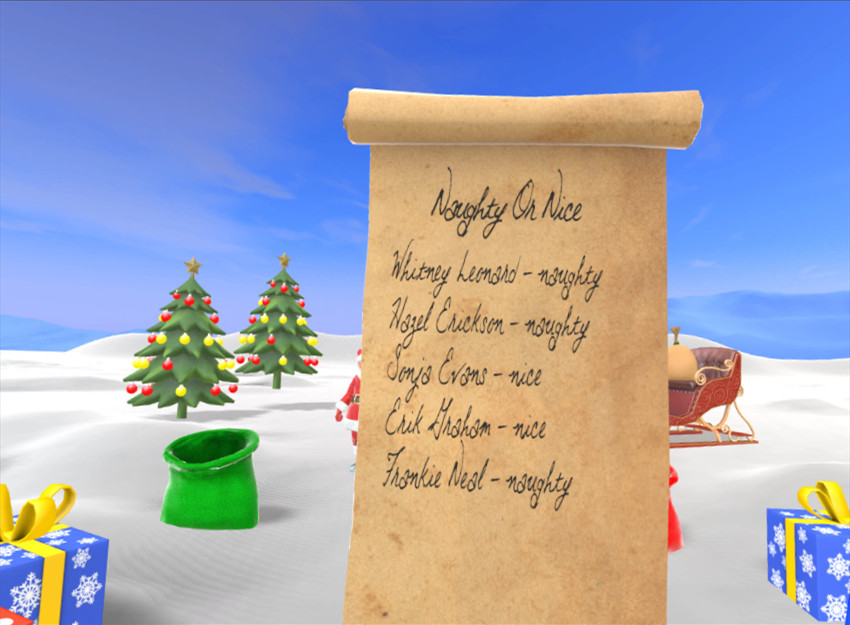 Naughty Or Nice
Whitney Leonard - naughty
Hazel Erickson - naughty
Sonja Evans - nice
Erik Graham - nice
Frankie Neal - naughty